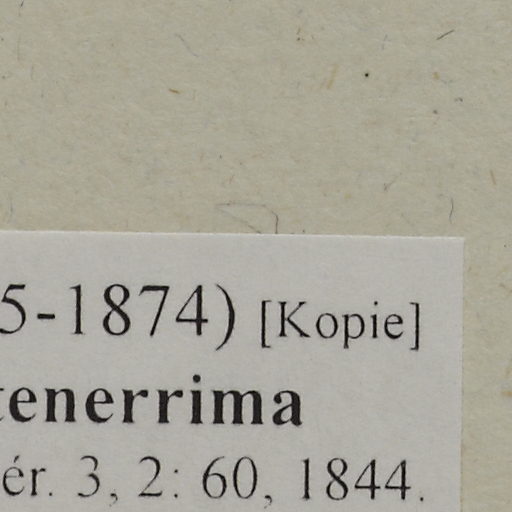 5-1874) [Kopie]
tenerrima
ér. 3, 2: 60, 1844.